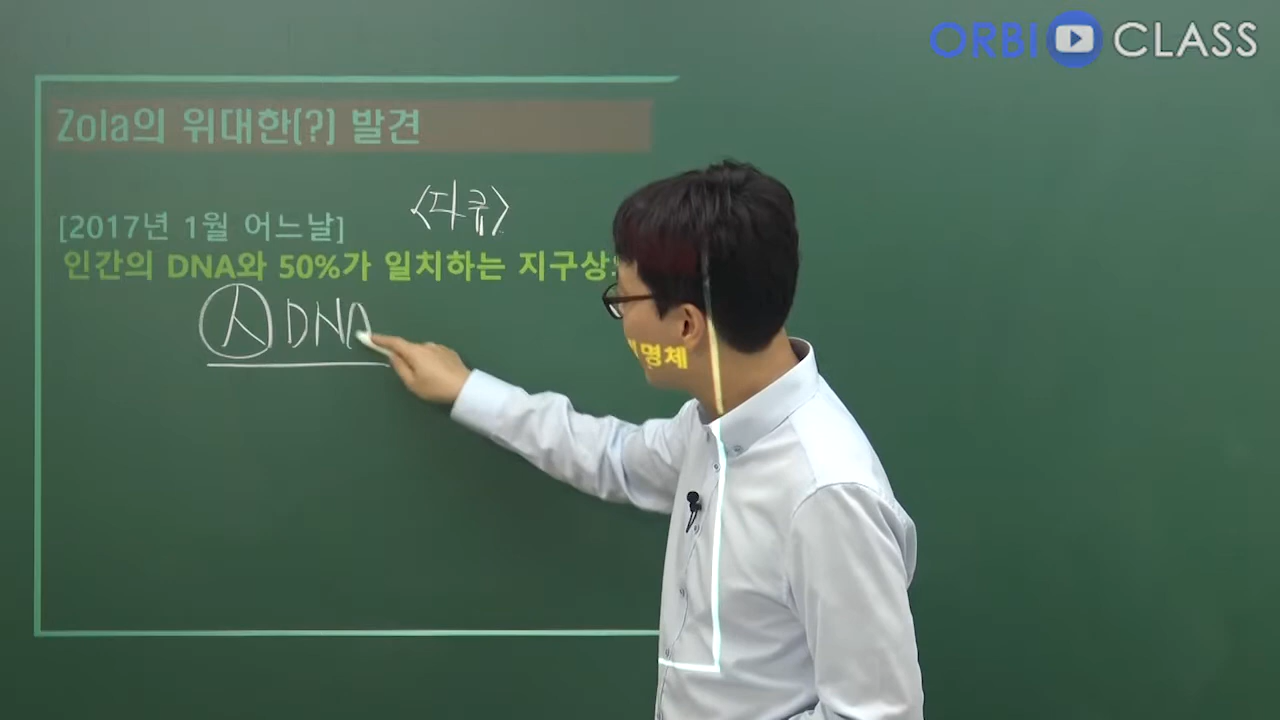 ORBI CLASS
Zola의 위대한(?) 발견
<다큐>
[2017년 1월 어느날]
인간의 DNA와 50%가 일치하는 지구상
명체
人 DNA